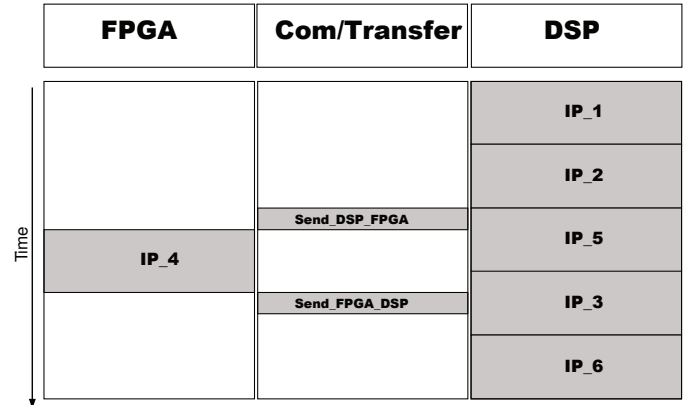 FPGA
Com/Transfer
DSP
Time
IP_1
IP_2
Send_DSP_FPGA
IP_5
IP_4
Send_FPGA_DSP
IP_3
IP_6